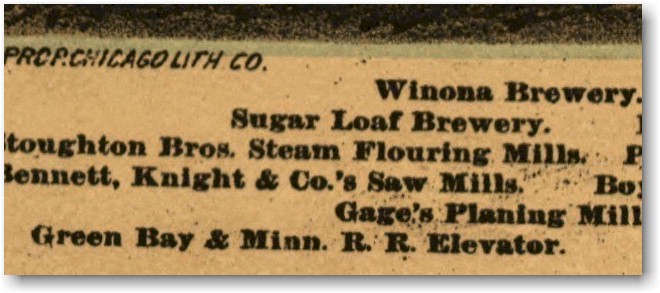 PROP. CHICAGO LITH CO.
Winona Brewery.
Sugar Loaf Brewery.
toughton Bros. Steam Flouring Mills. P
Bennett, Knight & Co.'s Saw Mills. Boy
Gage's Planing Mill
Green Bay & Minn. R. R. Elevator.